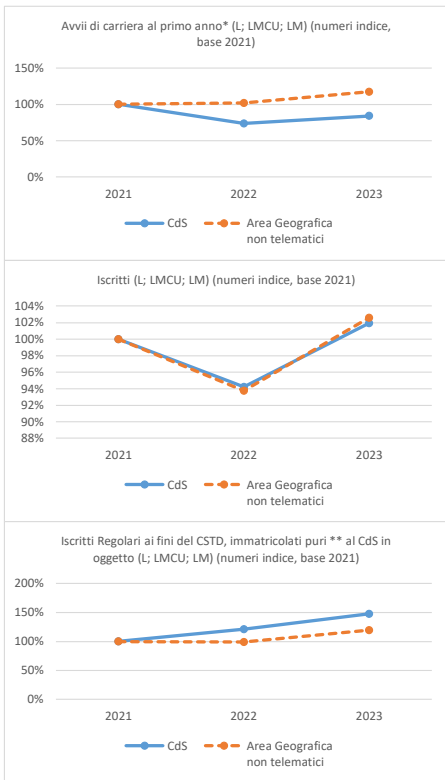 Avvii di carriera al primo anno* (L; LMCU; LM) (numeri indice,
base 2021)
150%
100%
50%
0%
2021 2022 2023
CdS Area Geografica
non telematici
Iscritti (L; LMCU; LM) (numeri indice, base 2021)
104%
102%
100%
98%
96%
94%
92%
90%
88%
2021 2022 2023
CdS Area Geografica
non telematici
Iscritti Regolari ai fini del CSTD, immatricolati puri ** al CdS in
oggetto (L; LMCU; LM) (numeri indice, base 2021)
200%
150%
100%
50%
0%
2021 2022 2023
CdS Area Geografica
non telematici